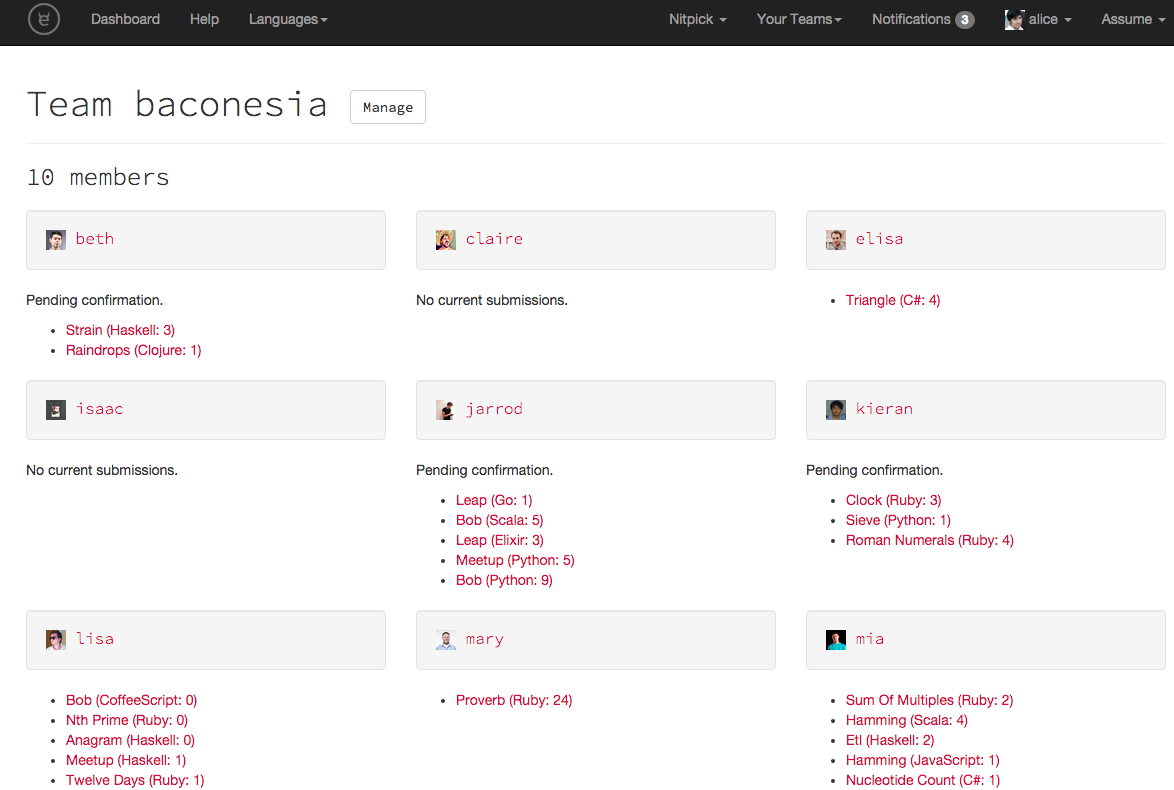 Dashboard Help Languages Nitpick Your Teams Notifications 3 alice Assume
Team baconesia Manage
10 members
beth
Pending confirmation.
Strain (Haskell: 3)
Raindrops (Clojure: 1)
claire
No current submissions.
elisa
Triangle (C#: 4)
isaac
No current submissions.
jarrod
Pending confirmation.
Leap (Go: 1)
Bob (Scala: 5)
Leap (Elixir: 3)
Meetup (Python: 5)
Bob (Python: 9)
kieran
Pending confirmation.
Clock (Ruby: 3)
Sieve (Python: 1)
Roman Numerals (Ruby: 4)
lisa
Bob (CoffeeScript: 0)
Nth Prime (Ruby: 0)
Anagram (Haskell: 0)
Meetup (Haskell: 1)
Twelve Days (Ruby: 1)
mary
Proverb (Ruby: 24)
mia
Sum Of Multiples (Ruby: 2)
Hamming (Scala: 4)
Etl (Haskell: 2)
Hamming (JavaScript: 1)
Nucleotide Count (C#: 1)